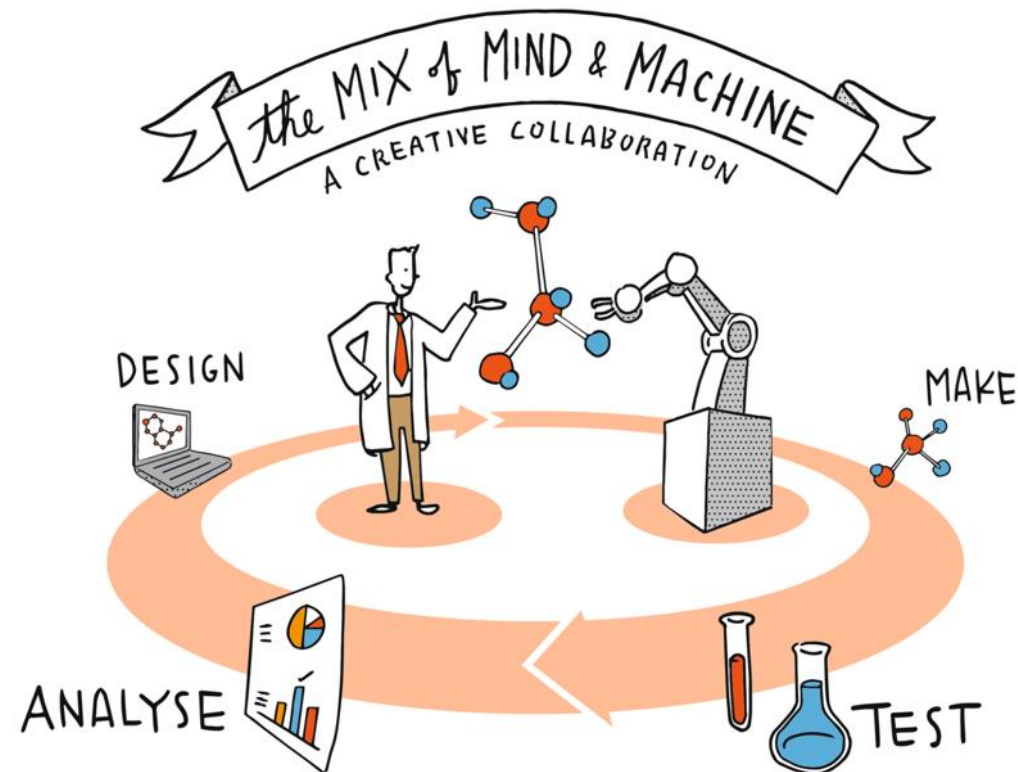 the MIX of MIND & MACHINE
A CREATIVE COLLABORATION
DESIGN
MAKE
ANALYSE
TEST